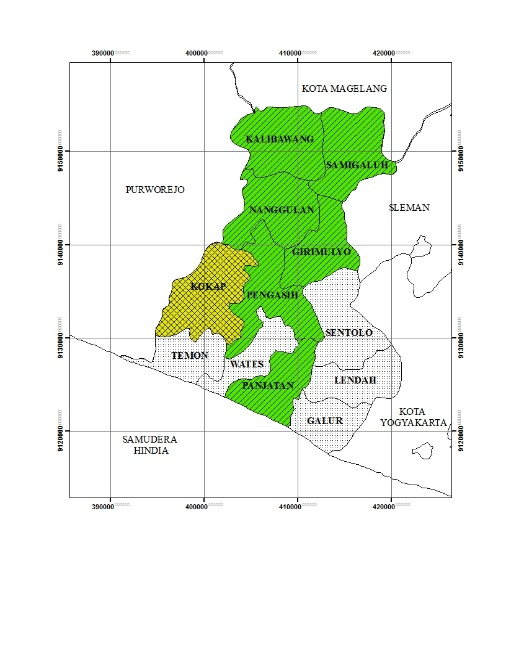 390000 400000 410000 420000
KOTA MAGELANG
KALIBAWANG
9150000 9150000
SAMIGALUH
PURWOREJO
NANGGULAN
SLEMAN
9140000 9140000
GIRIMULYO
KOKAP
PENGASIH
9130000 9130000
SENTOLO
TEMON
WATES
LENDAH
PANJATAN
GALUR
KOTA
YOGYAKARTA
9120000 9120000
SAMUDERA
HINDIA
390000 400000 410000 420000